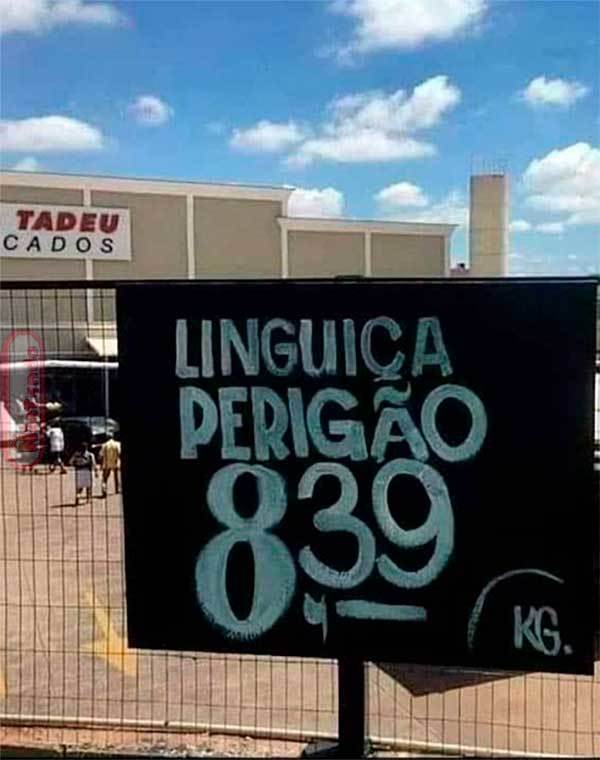 TADEU
CADOS
LINGUIÇA
PERIGÃO
8,39
KG.